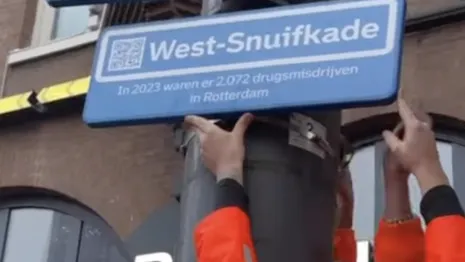 West-Snuifkade
In 2023 waren er 2.072 drugsmisdrijven
in Rotterdam